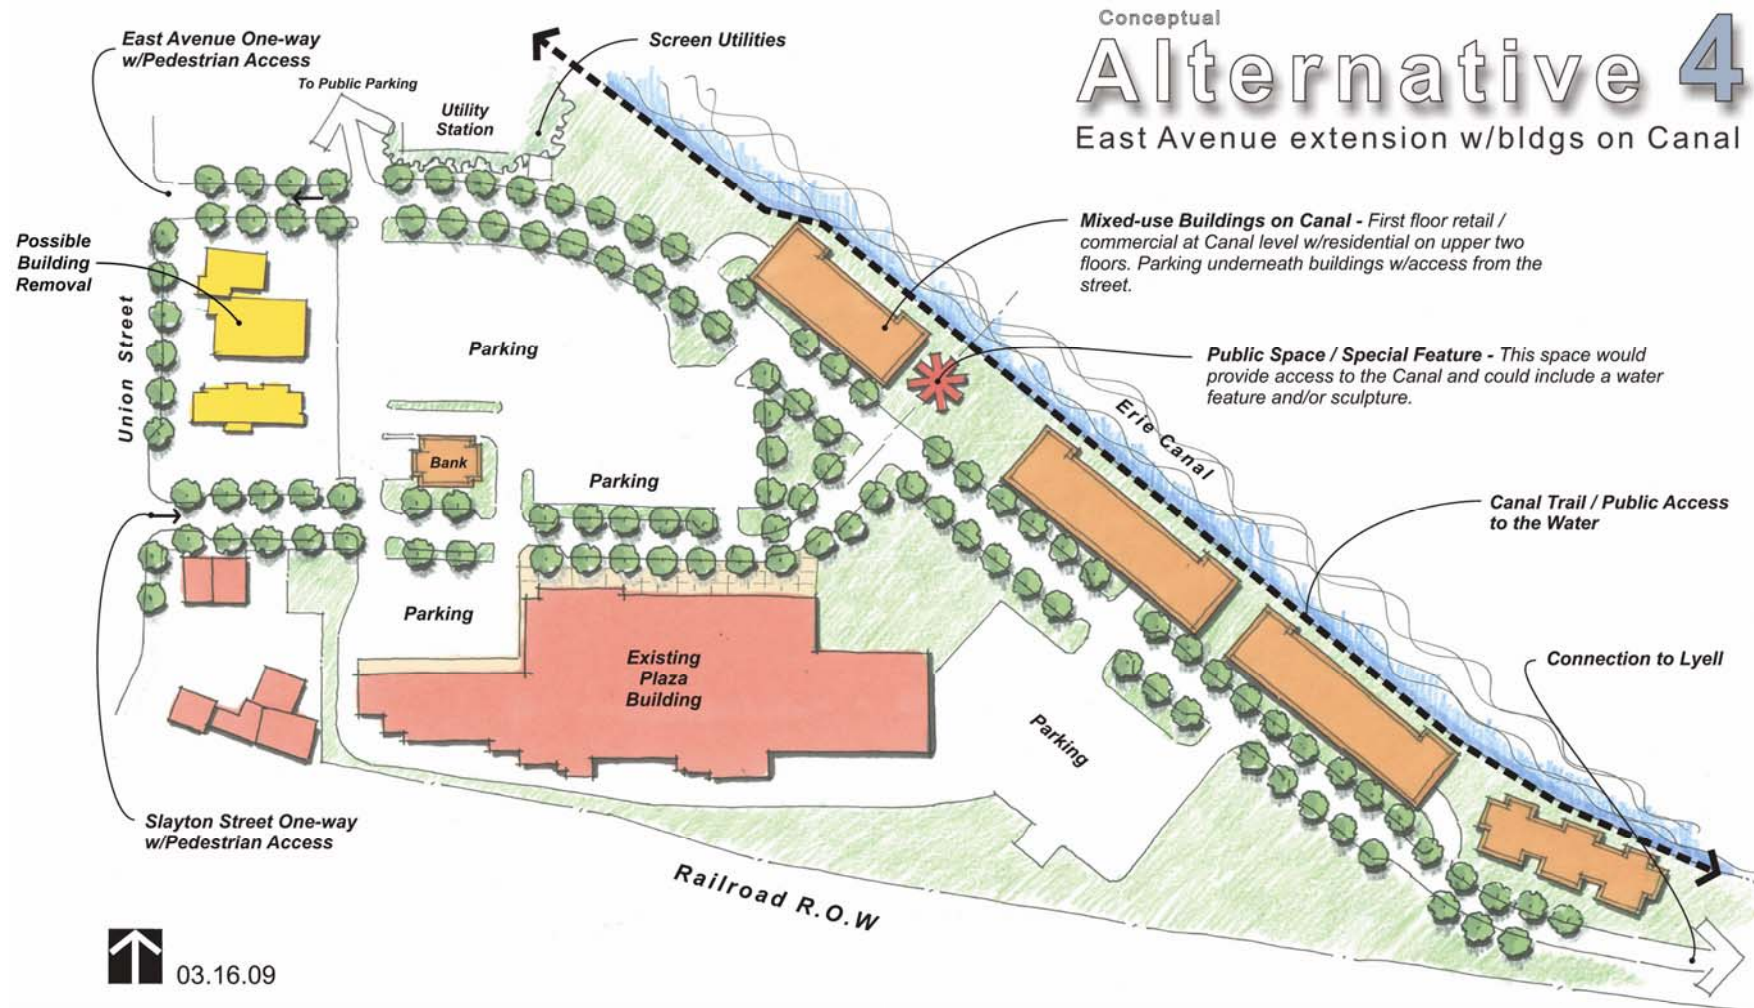 Conceptual
Alternative 4
East Avenue extension w/bldgs on Canal
East Avenue One-way
w/Pedestrian Access
To Public Parking
Utility
Station
Screen Utilities
Possible
Building
Removal
Union Street
Parking
Mixed-use Buildings on Canal - First floor retail /
commercial at Canal level w/residential on upper two
floors. Parking underneath buildings w/access from the
street.
Public Space / Special Feature - This space would
provide access to the Canal and could include a water
feature and/or sculpture.
Erie Canal
Bank
Parking
Canal Trail / Public Access
to the Water
Parking
Existing
Plaza
Building
Parking
Connection to Lyell
Slayton Street One-way
w/Pedestrian Access
Railroad R.O.W
03.16.09